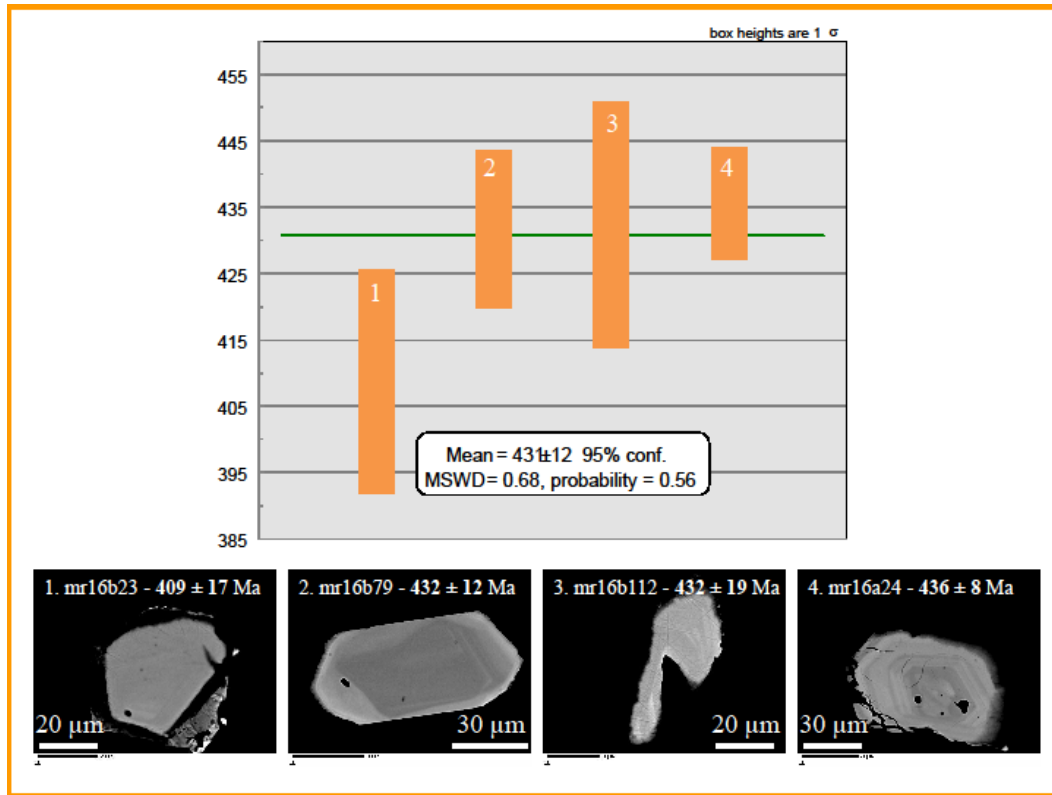 box heights are 1 σ
455
445
435
425
415
405
395
385
1
2
3
4
Mean = 431±12 95% conf.
MSWD = 0.68, probability = 0.56
1. mr16b23 - 409 ± 17 Ma
20 µm
2. mr16b79 - 432 ± 12 Ma
30 µm
3. mr16b112 - 432 ± 19 Ma
20 µm
4. mr16a24 - 436 ± 8 Ma
30 µm